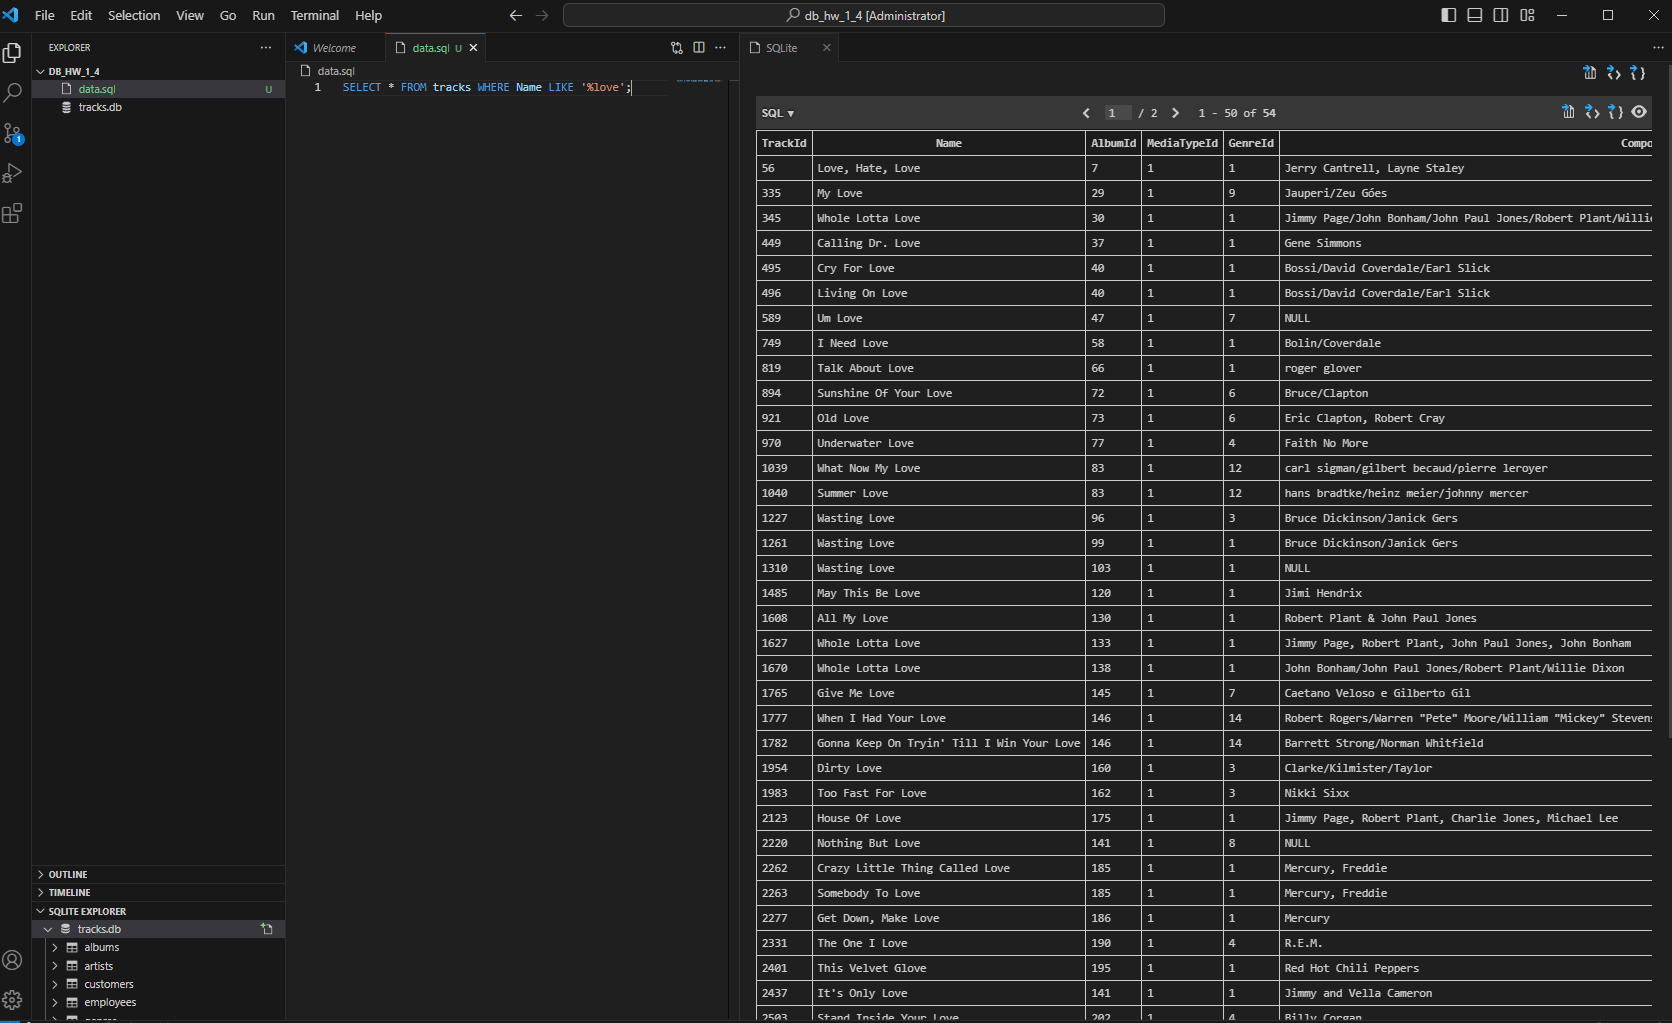 File Edit Selection View Go Run Terminal Help
db_hw_1_4 [Administrator]
EXPLORER
DB_HW_1_4
data.sql U
tracks.db
1
OUTLINE
TIMELINE
SQLITE EXPLORER
tracks.db
albums
artists
customers
employees
Welcome data.sql U
data.sql
1 SELECT * FROM tracks WHERE Name LIKE '%love';
SQLite
SQL 1 / 2 1 - 50 of 54
TrackId Name AlbumId MediaTypeId GenreId Compo
56 Love, Hate, Love 7 1 1 Jerry Cantrell, Layne Staley
335 My Love 29 1 9 Jauperi/Zeu Góes
345 Whole Lotta Love 30 1 1 Jimmy Page/John Bonham/John Paul Jones/Robert Plant/Willi
449 Calling Dr. Love 37 1 1 Gene Simmons
495 Cry For Love 40 1 1 Bossi/David Coverdale/Earl Slick
496 Living On Love 40 1 1 Bossi/David Coverdale/Earl Slick
589 Um Love 47 1 7 NULL
749 I Need Love 58 1 1 Bolin/Coverdale
819 Talk About Love 66 1 1 roger glover
894 Sunshine Of Your Love 72 1 6 Bruce/Clapton
921 Old Love 73 1 6 Eric Clapton, Robert Cray
970 Underwater Love 77 1 4 Faith No More
1039 What Now My Love 83 1 12 carl sigman/gilbert becaud/pierre leroyer
1040 Summer Love 83 1 12 hans bradtke/heinz meier/johnny mercer
1227 Wasting Love 96 1 3 Bruce Dickinson/Janick Gers
1261 Wasting Love 99 1 1 Bruce Dickinson/Janick Gers
1310 Wasting Love 103 1 1 NULL
1485 May This Be Love 120 1 1 Jimi Hendrix
1608 All My Love 130 1 1 Robert Plant & John Paul Jones
1627 Whole Lotta Love 133 1 1 Jimmy Page, Robert Plant, John Paul Jones, John Bonham
1670 Whole Lotta Love 138 1 1 John Bonham/John Paul Jones/Robert Plant/Willie Dixon
1765 Give Me Love 145 1 7 Caetano Veloso e Gilberto Gil
1777 When I Had Your Love 146 1 14 Robert Rogers/Warren "Pete" Moore/William "Mickey" Stevens
1782 Gonna Keep On Tryin' Till I Win Your Love 146 1 14 Barrett Strong/Norman Whitfield
1954 Dirty Love 160 1 3 Clarke/Kilmister/Taylor
1983 Too Fast For Love 162 1 3 Nikki Sixx
2123 House Of Love 175 1 1 Jimmy Page, Robert Plant, Charlie Jones, Michael Lee
2220 Nothing But Love 141 1 8 NULL
2262 Crazy Little Thing Called Love 185 1 1 Mercury, Freddie
2263 Somebody To Love 185 1 1 Mercury, Freddie
2277 Get Down, Make Love 186 1 1 Mercury
2331 The One I Love 190 1 4 R.E.M.
2401 This Velvet Glove 195 1 1 Red Hot Chili Peppers
2437 It's Only Love 141 1 1 Jimmy and Vella Cameron
2503 Stand Inside Your Love 202 1 4 Billy Corgan